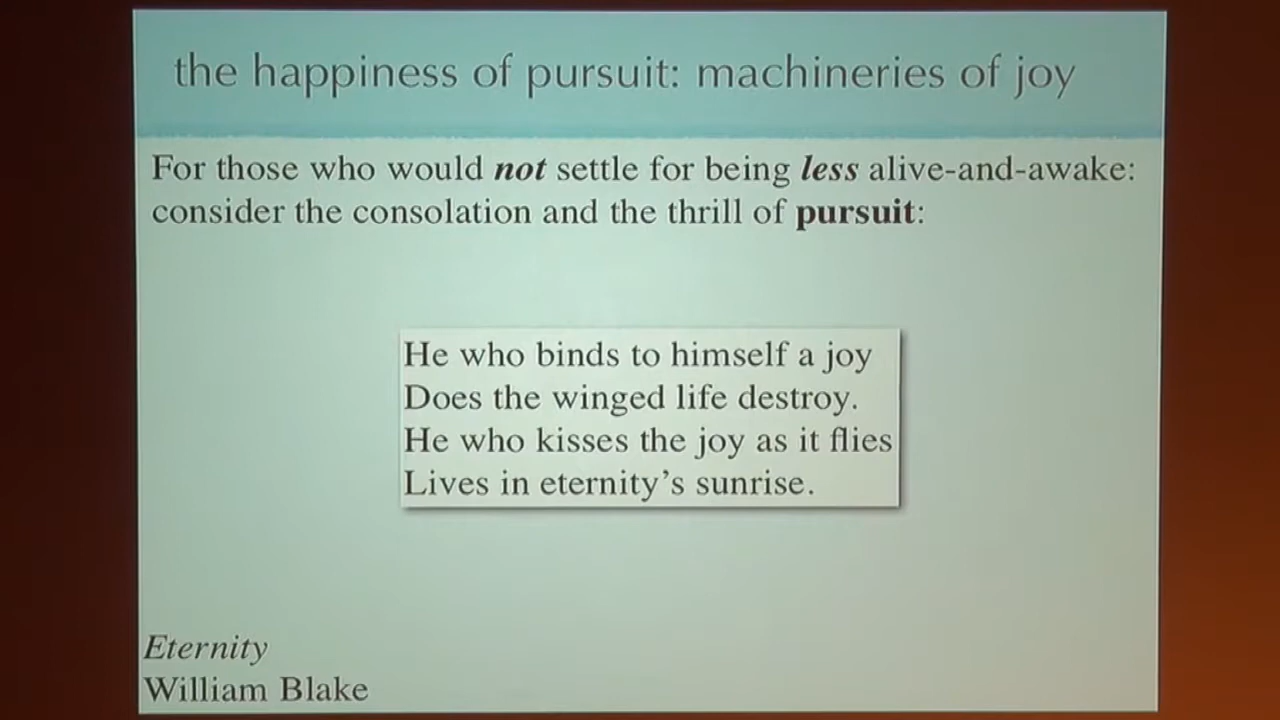 the happiness of pursuit: machineries of joy
For those who would not settle for being less alive-and-awake:
consider the consolation and the thrill of pursuit:
He who binds to himself a joy
Does the winged life destroy.
He who kisses the joy as it flies
Lives in eternity’s sunrise.
Eternity
William Blake